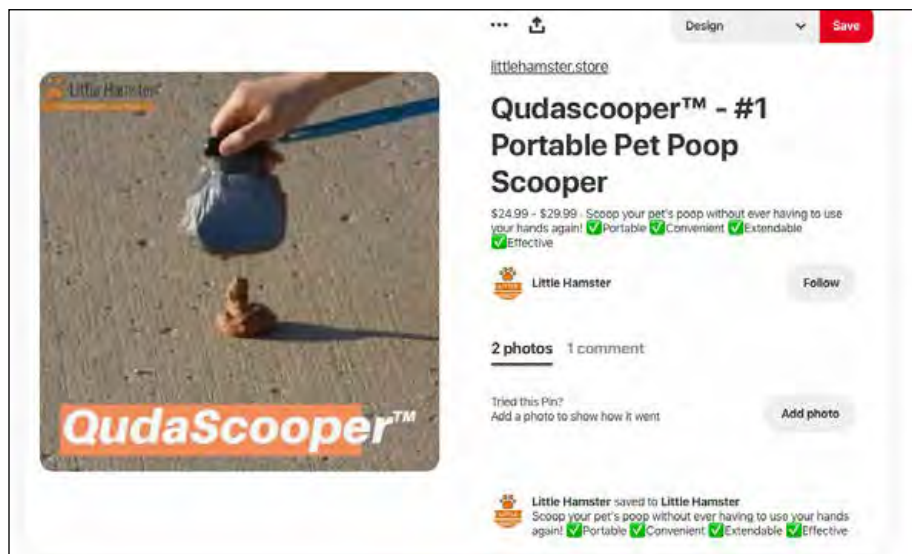 Design
Save
littlehamster.store
Qudascooper™ - #1
Portable Pet Poop
Scooper
$24.99 - $29.99 · Scoop your pet's poop without ever having to use
your hands again! ✅Portable ✅Convenient ✅Extendable
✅Effective
Little Hamster
Follow
2 photos 1 comment
Tried this Pin?
Add a photo to show how it went
Add photo
Little Hamster saved to Little Hamster
Scoop your pet's poop without ever having to use your hands
again! ✅Portable ✅Convenient ✅Extendable ✅Effective
Little Hamster
QudaScooper™